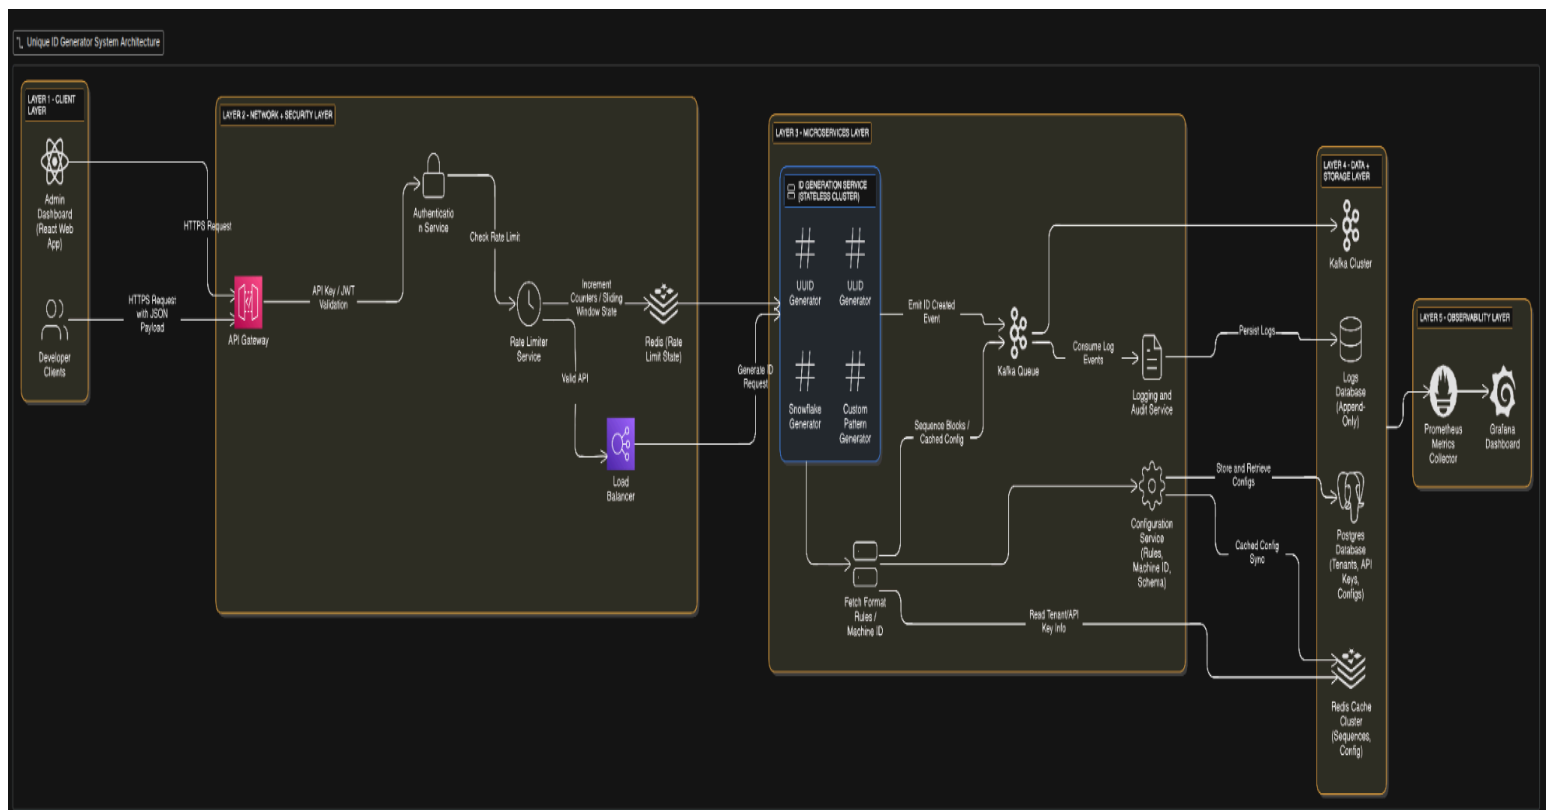 Unique ID Generator System Architecture
LAYER 1 - CLIENT
LAYER
Admin
Dashboard
(React Web
App)
Developer
Clients
HTTPS Request
HTTPS Request
with JSON
Payload
LAYER 2 - NETWORK + SECURITY LAYER
API Gateway
API Key / JWT
Validation
Authenticatio
n Service
Check Rate Limit
Rate Limiter
Service
Increment
Counters / Sliding
Window State
Redis (Rate
Limit State)
Valid API
Load
Balancer
Generate ID
Request
LAYER 3 - MICROSERVICES LAYER
ID GENERATION SERVICE
(STATELESS CLUSTER)
UUID
Generator
ULID
Generator
Snowflake
Generator
Custom
Pattern
Generator
Emit ID Created
Event
Kafka Queue
Consume Log
Events
Logging and
Audit Service
Sequence Blocks /
Cached Config
Fetch Format
Rules /
Machine ID
Configuration
Service
(Rules,
Machine ID,
Schema)
Read Tenant/API
Key Info
Persist Logs
Store and Retrieve
Configs
Cached Config
Sync
LAYER 4 - DATA +
STORAGE LAYER
Kafka Cluster
Logs
Database
(Append-
Only)
Postgres
Database
(Tenants, API
Keys,
Configs)
Redis Cache
Cluster
(Sequences,
Config)
LAYER 5 - OBSERVABILITY LAYER
Prometheus
Metrics
Collector
Grafana
Dashboard